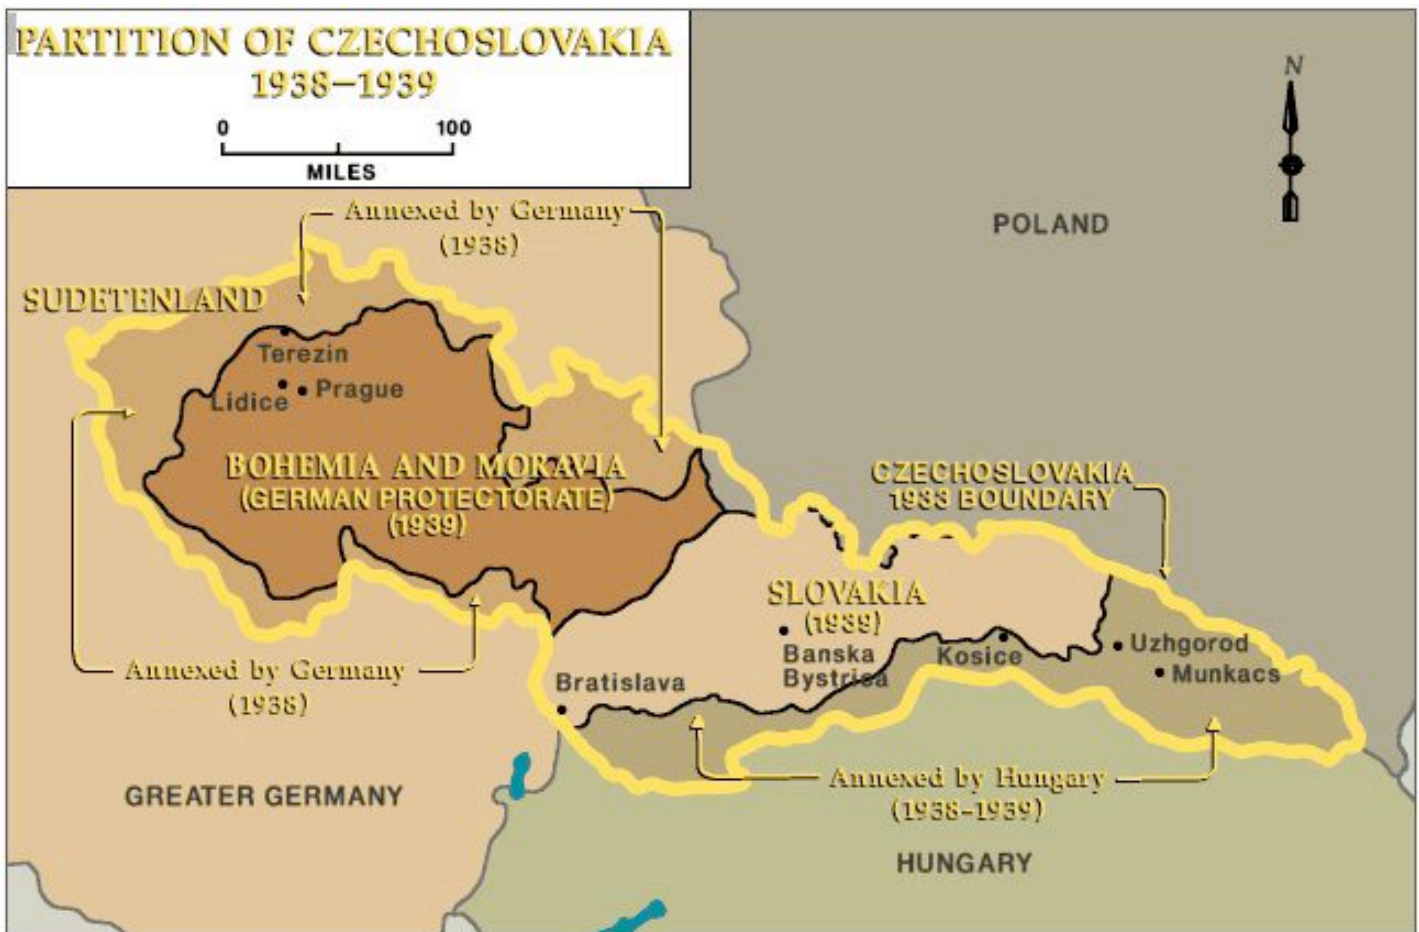 PARTITION OF CZECHOSLOVAKIA
1938–1939
0 100
MILES
N
Annexed by Germany
(1938)
POLAND
SUDETENLAND
Terezin
Lidice
Prague
BOHEMIA AND MORAVIA
(GERMAN PROTECTORATE)
(1939)
CZECHOSLOVAKIA
1933 BOUNDARY
SLOVAKIA
(1939)
Banska
Bystrisa
Kosice
Uzhgorod
Munkacs
Bratislava
Annexed by Germany
(1938)
GREATER GERMANY
Annexed by Hungary
(1938–1939)
HUNGARY